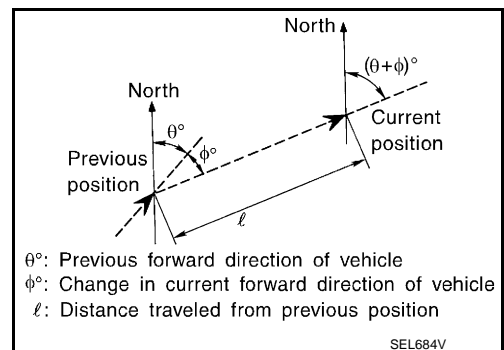 North
(θ+ϕ)°
North
θ°
ϕ°
Current
position
Previous
position
ℓ
θ°: Previous forward direction of vehicle
ϕ°: Change in current forward direction of vehicle
ℓ: Distance traveled from previous position
SEL684V